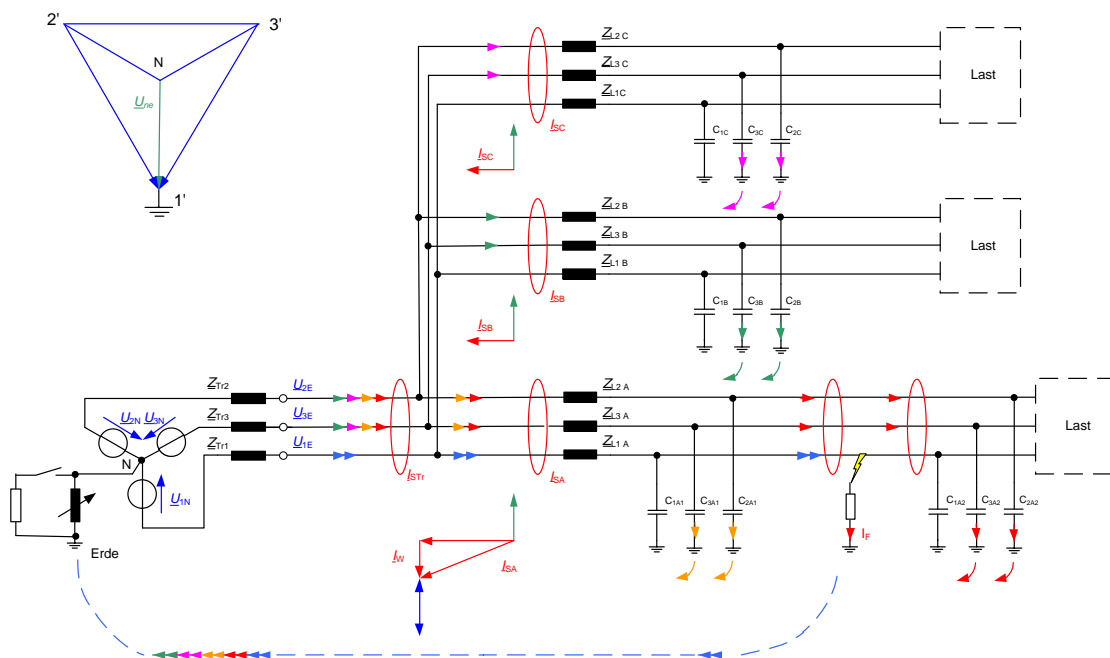 2'
3'
N
U_ne
1'
Z_L2 C
Z_L3 C
Z_L1C
Last
I_SC
C_1C
C_3C
C_2C
I_SC
Z_L2 B
Z_L3 B
Z_L1 B
Last
I_SB
C_1B
C_3B
C_2B
I_SB
Z_Tr2
U_2E
Z_L2 A
U_2N
U_3N
Z_Tr3
U_3E
Z_L3 A
Last
N
Z_Tr1
U_1E
Z_L1 A
I_STr
I_SA
U_1N
C_1A1
C_3A1
C_2A1
C_1A2
C_3A2
C_2A2
I_F
Erde
I_W
I_SA